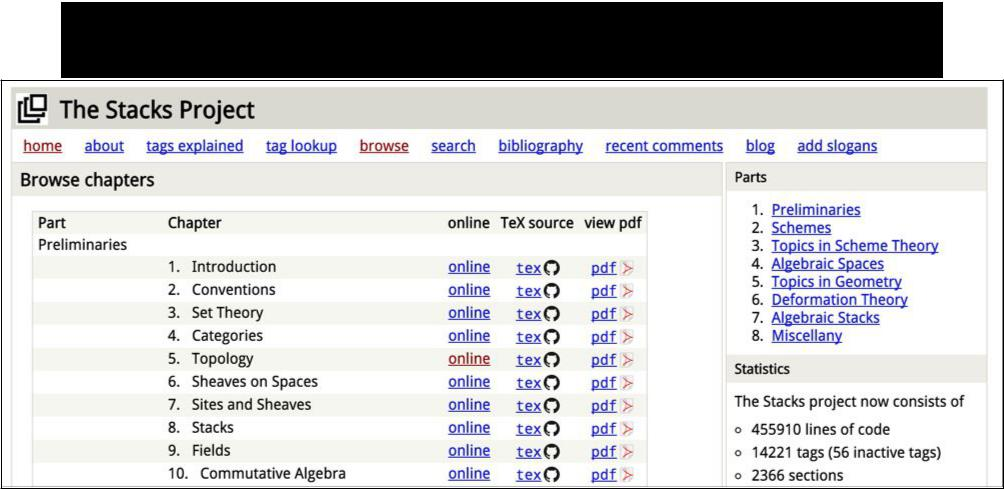 The Stacks Project
home about tags explained tag lookup browse search bibliography recent comments blog add slogans
Browse chapters
Part Chapter online TeX source view pdf
Preliminaries
1. Introduction online tex pdf
2. Conventions online tex pdf
3. Set Theory online tex pdf
4. Categories online tex pdf
5. Topology online tex pdf
6. Sheaves on Spaces online tex pdf
7. Sites and Sheaves online tex pdf
8. Stacks online tex pdf
9. Fields online tex pdf
10. Commutative Algebra online tex pdf
Parts
1. Preliminaries
2. Schemes
3. Topics in Scheme Theory
4. Algebraic Spaces
5. Topics in Geometry
6. Deformation Theory
7. Algebraic Stacks
8. Miscellany
Statistics
The Stacks project now consists of
455910 lines of code
14221 tags (56 inactive tags)
2366 sections